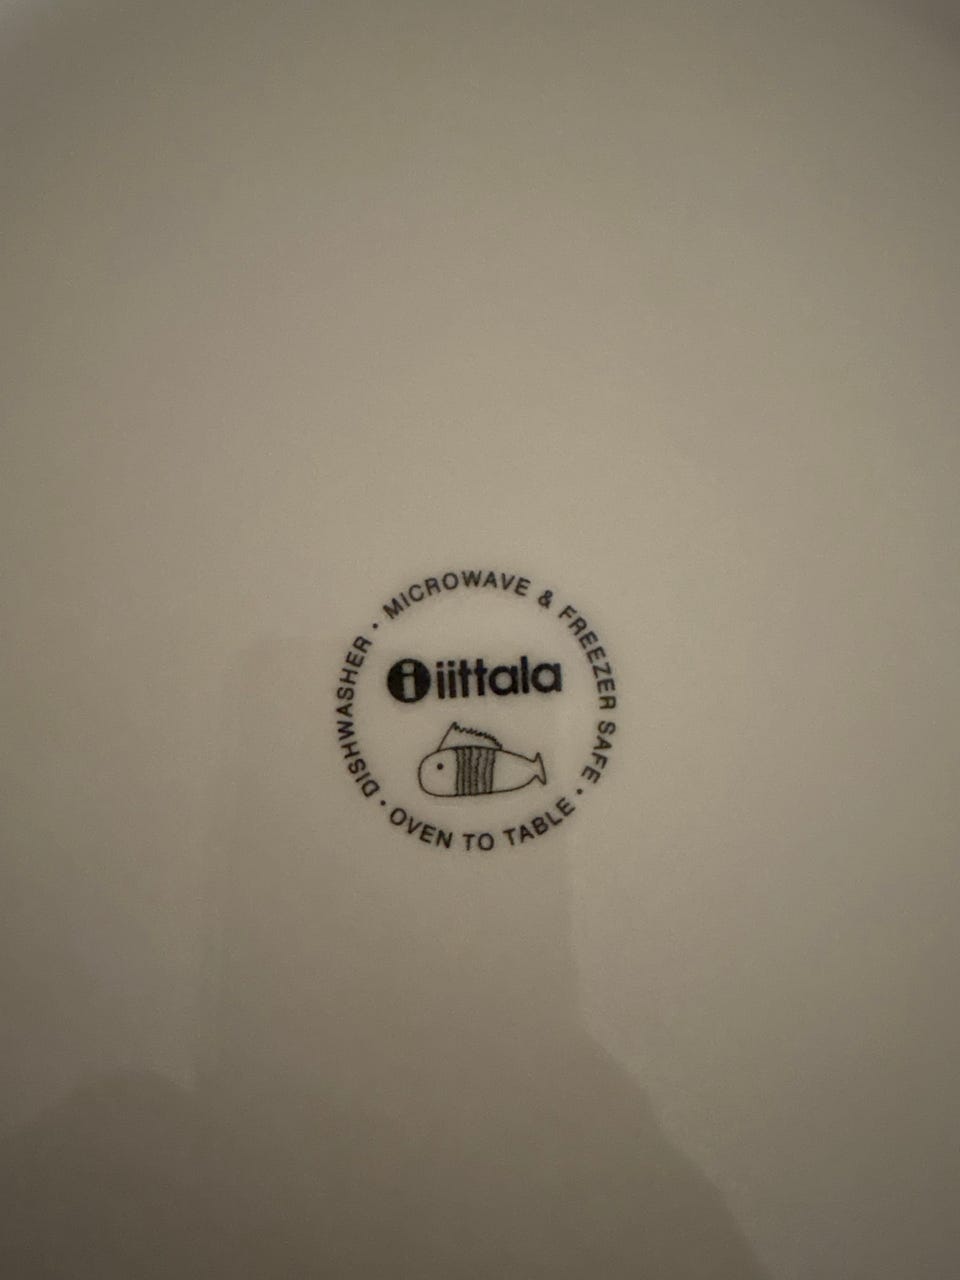 DISHWASHER • MICROWAVE & FREEZER SAFE • OVEN TO TABLE •
i iittala